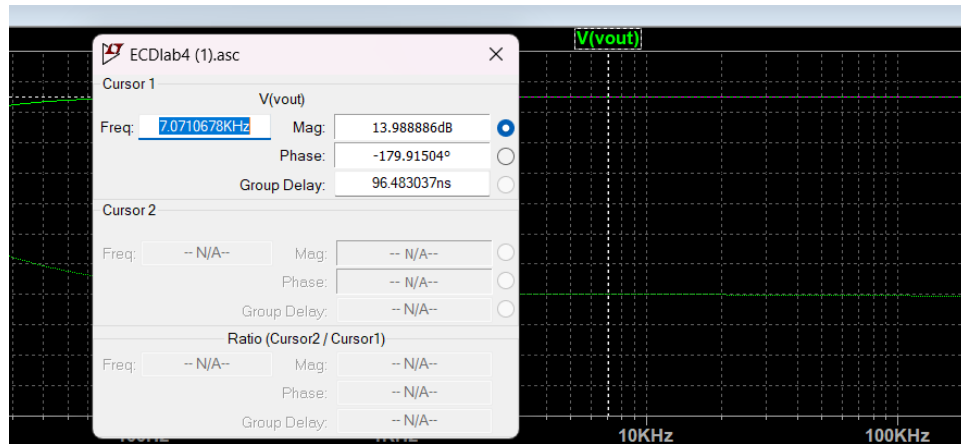 V(vout)
ECDlab4 (1).asc
Cursor 1
V(vout)
Freq: 7.0710678KHz Mag: 13.988886dB
Phase: -179.91504º
Group Delay: 96.483037ns
Cursor 2
Freq: -- N/A-- Mag: -- N/A--
Phase: -- N/A--
Group Delay: -- N/A--
Ratio (Cursor2 / Cursor1)
Freq: -- N/A-- Mag: -- N/A--
Phase: -- N/A--
Group Delay: -- N/A--
10KHz 100KHz